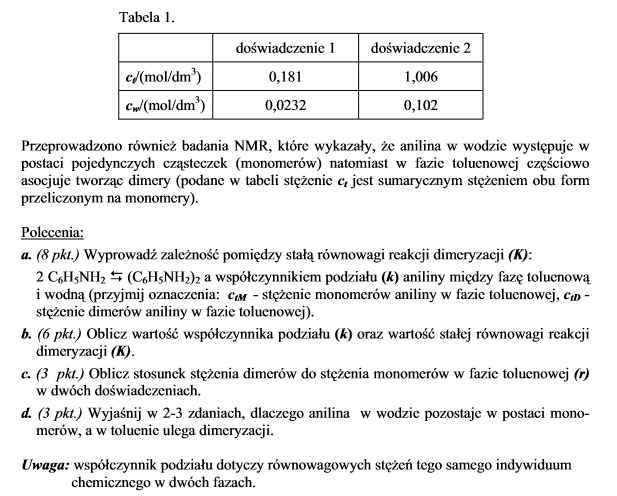 Tabela 1.
doświadczenie 1 doświadczenie 2
cₜ/(mol/dm³) 0,181 1,006
c_w/(mol/dm³) 0,0232 0,102
Przeprowadzono również badania NMR, które wykazały, że anilina w wodzie występuje w
postaci pojedynczych cząsteczek (monomerów) natomiast w fazie toluenowej częściowo
asocjuje tworząc dimery (podane w tabeli stężenie cₜ jest sumarycznym stężeniem obu form
przeliczonym na monomery).
Polecenia:
a. (8 pkt.) Wyprowadź zależność pomiędzy stałą równowagi reakcji dimeryzacji (K):
2 C₆H₅NH₂ ⇆ (C₆H₅NH₂)₂ a współczynnikiem podziału (k) aniliny między fazę toluenową
i wodną (przyjmij oznaczenia: c_tM - stężenie monomerów aniliny w fazie toluenowej, c_tD -
stężenie dimerów aniliny w fazie toluenowej).
b. (6 pkt.) Oblicz wartość współczynnika podziału (k) oraz wartość stałej równowagi reakcji
dimeryzacji (K).
c. (3 pkt.) Oblicz stosunek stężenia dimerów do stężenia monomerów w fazie toluenowej (r)
w dwóch doświadczeniach.
d. (3 pkt.) Wyjaśnij w 2-3 zdaniach, dlaczego anilina w wodzie pozostaje w postaci mono-
merów, a w toluenie ulega dimeryzacji.
Uwaga: współczynnik podziału dotyczy równowagowych stężeń tego samego indywiduum
chemicznego w dwóch fazach.